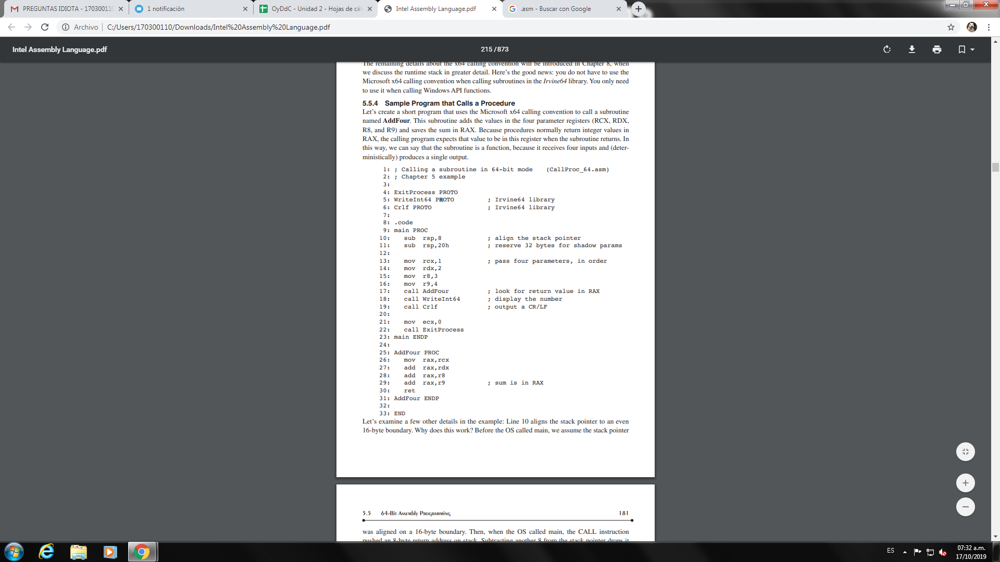 PREGUNTAS IDIOTA - 17030011
1 notificación
OyDdC - Unidad 2 - Hojas de cál
Intel Assembly Language.pdf
.asm - Buscar con Google
Archivo
C:/Users/170300110/Downloads/Intel%20Assembly%20Language.pdf
Intel Assembly Language.pdf
215 / 873
The remaining details about the x64 calling convention will be introduced in Chapter 8, when
we discuss the runtime stack in greater detail. Here's the good news: you do not have to use the
Microsoft x64 calling convention when calling subroutines in the Irvine64 library. You only need
to use it when calling Windows API functions.
5.5.4 Sample Program that Calls a Procedure
Let's create a short program that uses the Microsoft x64 calling convention to call a subroutine
named AddFour. This subroutine adds the values in the four parameter registers (RCX, RDX,
R8, and R9) and saves the sum in RAX. Because procedures normally return integer values in
RAX, the calling program expects that value to be in this register when the subroutine returns. In
this way, we can say that the subroutine is a function, because it receives four inputs and (deter-
ministically) produces a single output.
1: ; Calling a subroutine in 64-bit mode (CallProc_64.asm)
2: ; Chapter 5 example
3:
4: ExitProcess PROTO
5: WriteInt64 PROTO ; Irvine64 library
6: Crlf PROTO ; Irvine64 library
7:
8: .code
9: main PROC
10: sub rsp,8 ; align the stack pointer
11: sub rsp,20h ; reserve 32 bytes for shadow params
12:
13: mov rcx,1 ; pass four parameters, in order
14: mov rdx,2
15: mov r8,3
16: mov r9,4
17: call AddFour ; look for return value in RAX
18: call WriteInt64 ; display the number
19: call Crlf ; output a CR/LF
20:
21: mov ecx,0
22: call ExitProcess
23: main ENDP
24:
25: AddFour PROC
26: mov rax,rcx
27: add rax,rdx
28: add rax,r8
29: add rax,r9 ; sum is in RAX
30: ret
31: AddFour ENDP
32:
33: END
Let's examine a few other details in the example: Line 10 aligns the stack pointer to an even
16-byte boundary. Why does this work? Before the OS called main, we assume the stack pointer
5.5 64-Bit Assembly Programming 181
was aligned on a 16-byte boundary. Then, when the OS called main, the CALL instruction
pushed an 8-byte return address on stack. Subtracting another 8 from the stack pointer drops it
ES
07:32 a.m.
17/10/2019